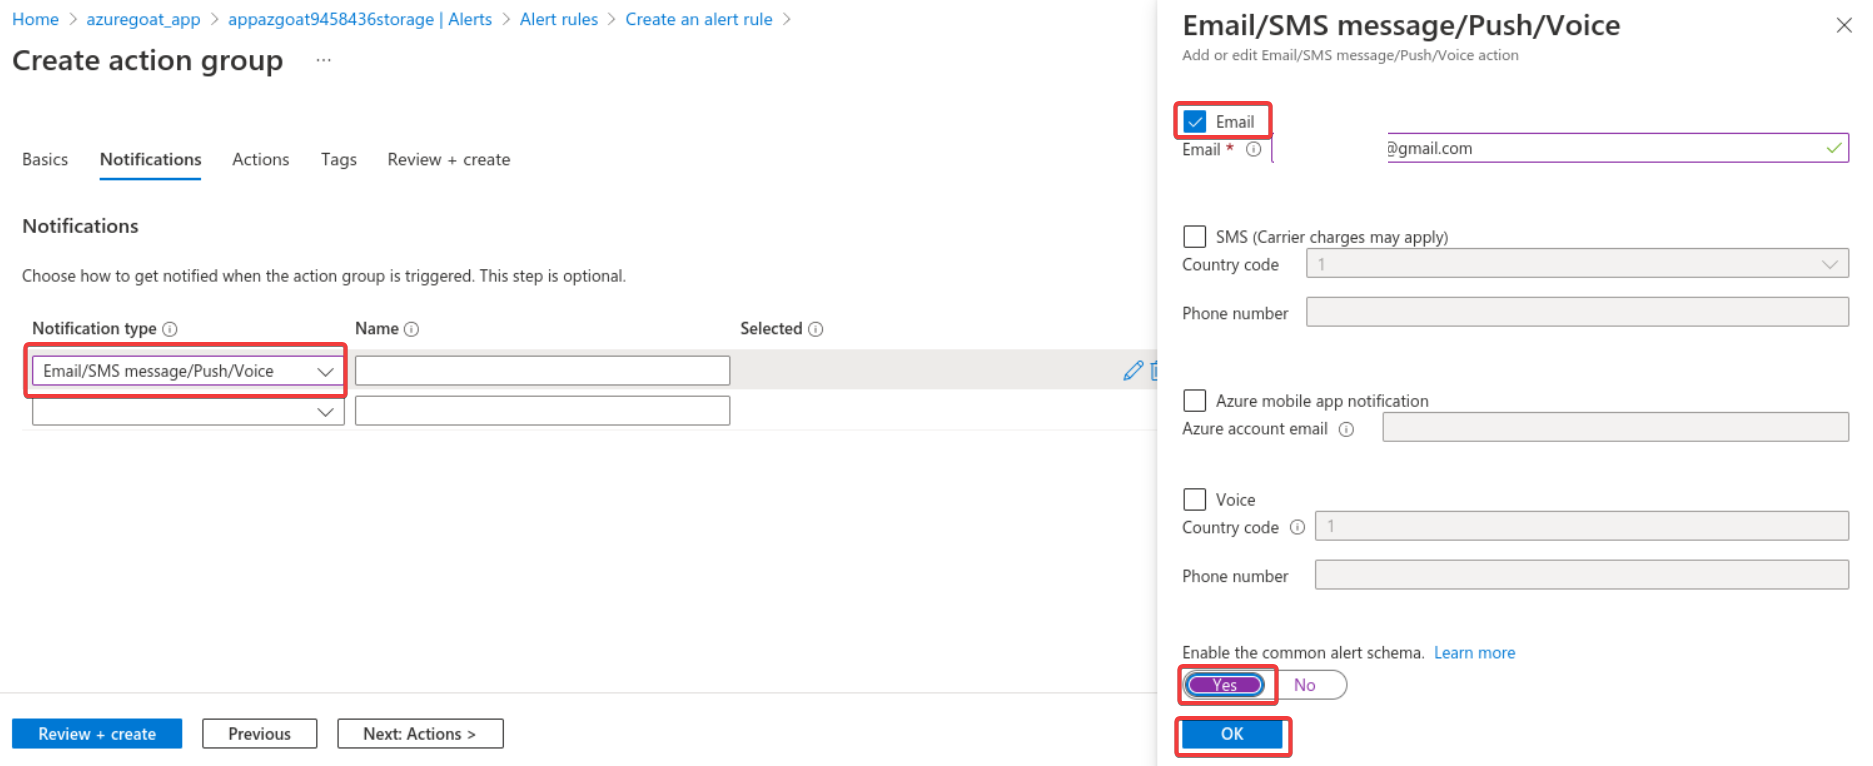 Home > azuregoat_app > appazgoat9458436storage | Alerts > Alert rules > Create an alert rule >
Create action group ...
Basics Notifications Actions Tags Review + create
Notifications
Choose how to get notified when the action group is triggered. This step is optional.
Notification type Name Selected
Email/SMS message/Push/Voice
Review + create Previous Next: Actions >
Email/SMS message/Push/Voice
Add or edit Email/SMS message/Push/Voice action
Email
Email * @gmail.com
SMS (Carrier charges may apply)
Country code 1
Phone number
Azure mobile app notification
Azure account email
Voice
Country code 1
Phone number
Enable the common alert schema. Learn more
Yes No
OK